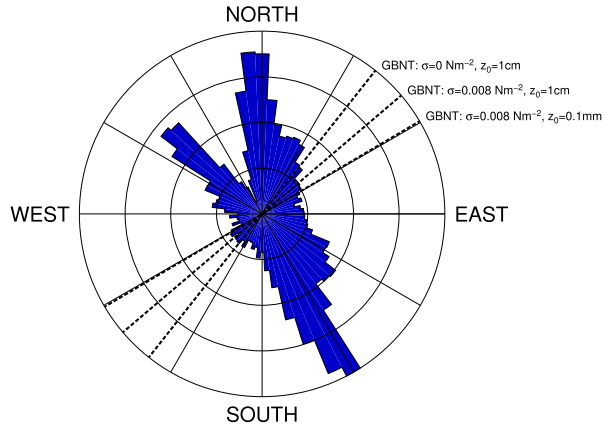 NORTH
GBNT: σ=0 Nm⁻², z₀=1cm
GBNT: σ=0.008 Nm⁻², z₀=1cm
GBNT: σ=0.008 Nm⁻², z₀=0.1mm
WEST
EAST
SOUTH